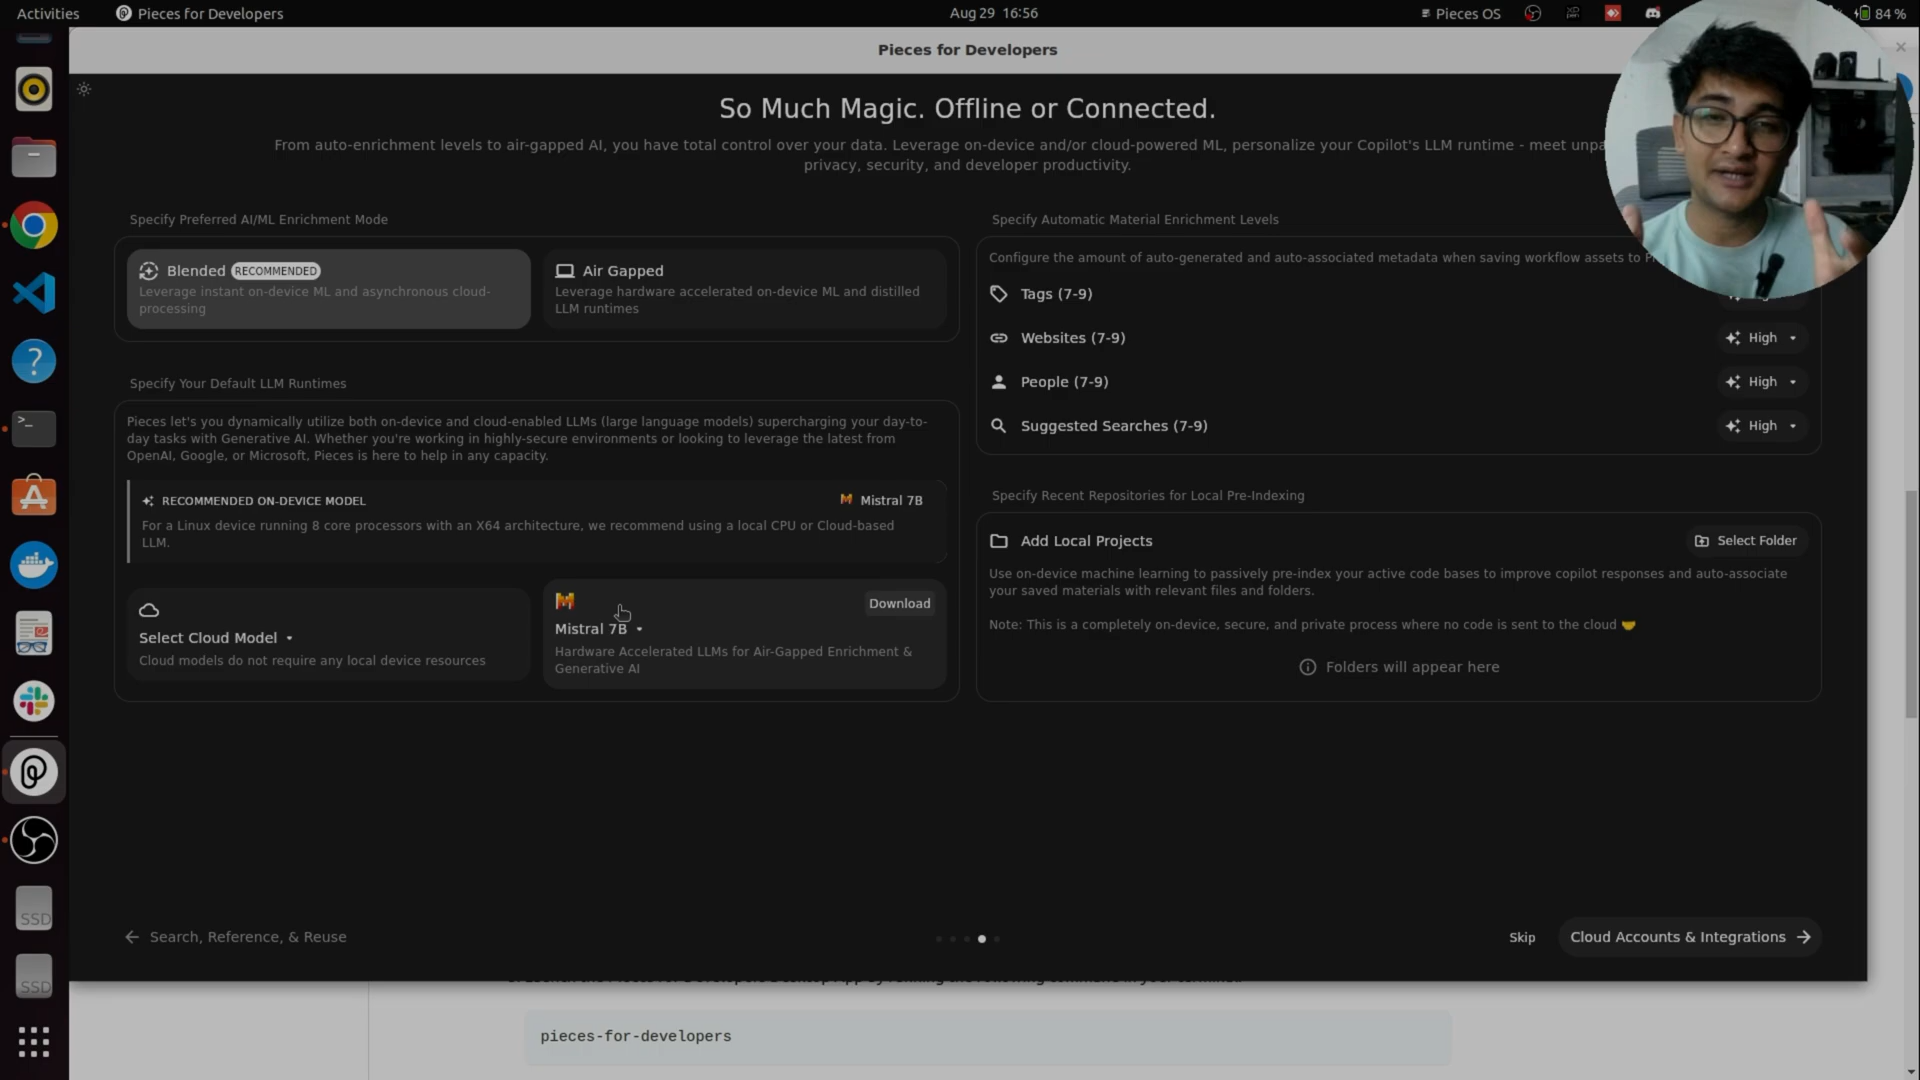 Activities
Pieces for Developers
Aug 29 16:56
Pieces OS
84 %
Pieces for Developers
So Much Magic. Offline or Connected.
From auto-enrichment levels to air-gapped AI, you have total control over your data. Leverage on-device and/or cloud-powered ML, personalize your Copilot's LLM runtime - meet
privacy, security, and developer productivity.
Specify Preferred AI/ML Enrichment Mode
Blended RECOMMENDED
Leverage instant on-device ML and asynchronous cloud-
processing
Air Gapped
Leverage hardware accelerated on-device ML and distilled
LLM runtimes
Specify Your Default LLM Runtimes
Pieces let's you dynamically utilize both on-device and cloud-enabled LLMs (large language models) supercharging your day-to-
day tasks with Generative AI. Whether you're working in highly-secure environments or looking to leverage the latest from
OpenAI, Google, or Microsoft, Pieces is here to help in any capacity.
RECOMMENDED ON-DEVICE MODEL
Mistral 7B
For a Linux device running 8 core processors with an X64 architecture, we recommend using a local CPU or Cloud-based
LLM.
Select Cloud Model
Cloud models do not require any local device resources
Download
Mistral 7B
Hardware Accelerated LLMs for Air-Gapped Enrichment &
Generative AI
Specify Automatic Material Enrichment Levels
Configure the amount of auto-generated and auto-associated metadata when saving workflow assets to
Tags (7-9)
Websites (7-9)
High
People (7-9)
High
Suggested Searches (7-9)
High
Specify Recent Repositories for Local Pre-Indexing
Add Local Projects
Select Folder
Use on-device machine learning to passively pre-index your active code bases to improve copilot responses and auto-associate
your saved materials with relevant files and folders.
Note: This is a completely on-device, secure, and private process where no code is sent to the cloud 🤝
Folders will appear here
Search, Reference, & Reuse
Skip
Cloud Accounts & Integrations
pieces-for-developers
SSD
SSD